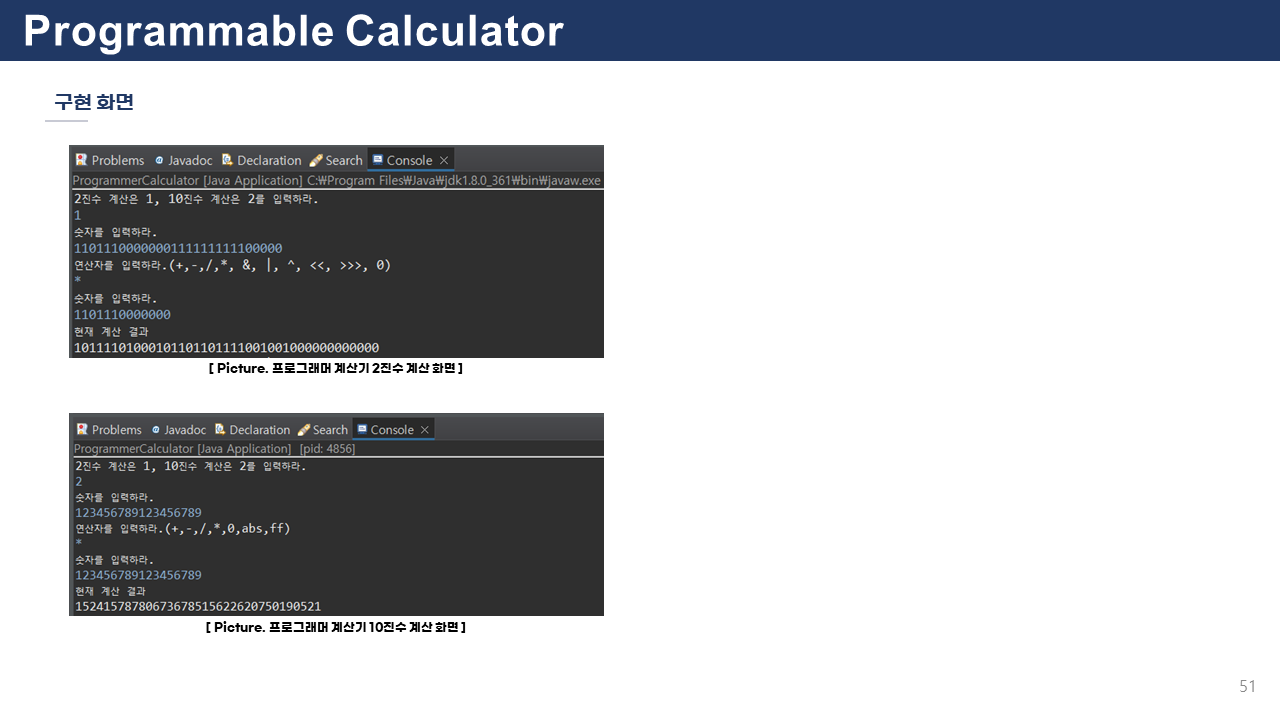 Programmable Calculator
구현 화면
Problems Javadoc Declaration Search Console
ProgrammerCalculator [Java Application] C:₩Program Files₩Java₩jdk1.8.0_361₩bin₩javaw.exe
2진수 계산은 1, 10진수 계산은 2를 입력하라.
1
숫자를 입력하라.
1101110000000111111111100000
연산자를 입력하라.(+,-,/,*, &, |, ^, <<, >>>, 0)
*
숫자를 입력하라.
1101110000000
현재 계산 결과
10111101000101101101111001001000000000000
[ Picture. 프로그래머 계산기 2진수 계산 화면 ]
Problems Javadoc Declaration Search Console
ProgrammerCalculator [Java Application] [pid: 4856]
2진수 계산은 1, 10진수 계산은 2를 입력하라.
2
숫자를 입력하라.
123456789123456789
연산자를 입력하라.(+,-,/,*,0,abs,ff)
*
숫자를 입력하라.
123456789123456789
현재 계산 결과
15241578780673678515622620750190521
[ Picture. 프로그래머 계산기 10진수 계산 화면 ]
51